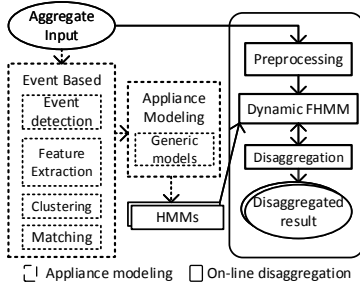 Aggregate
Input
Event Based
Event
detection
Feature
Extraction
Clustering
Matching
Appliance
Modeling
Generic
models
HMMs
Preprocessing
Dynamic FHMM
Disaggregation
Disaggregated
result
Appliance modeling
On-line disaggregation